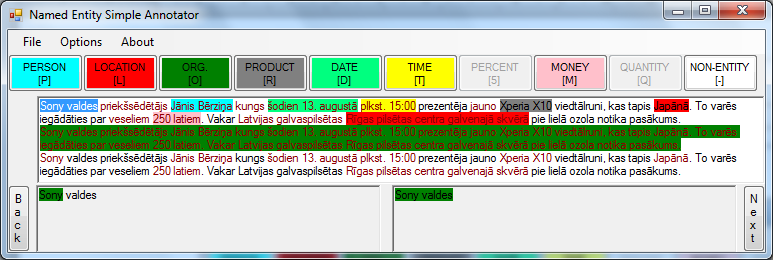 Named Entity Simple Annotator
File Options About
PERSON LOCATION ORG. PRODUCT DATE TIME PERCENT MONEY QUANTITY NON-ENTITY
[P] [L] [O] [R] [D] [T] [5] [M] [Q] [-]
Sony valdes priekšsēdētājs Jānis Bērziņa kungs šodien 13. augustā plkst. 15:00 prezentēja jauno Xperia X10 viedtālruni, kas tapis Japānā. To varēs
iegādāties par veseliem 250 latiem. Vakar Latvijas galvaspilsētas Rīgas pilsētas centra galvenajā skvērā pie lielā ozola notika pasākums.
Sony valdes priekšsēdētājs Jānis Bērziņa kungs šodien 13. augustā plkst. 15:00 prezentēja jauno Xperia X10 viedtālruni, kas tapis Japānā. To varēs
iegādāties par veseliem 250 latiem. Vakar Latvijas galvaspilsētas Rīgas pilsētas centra galvenajā skvērā pie lielā ozola notika pasākums.
Sony valdes priekšsēdētājs Jānis Bērziņa kungs šodien 13. augustā plkst. 15:00 prezentēja jauno Xperia X10 viedtālruni, kas tapis Japānā. To varēs
iegādāties par veseliem 250 latiem. Vakar Latvijas galvaspilsētas Rīgas pilsētas centra galvenajā skvērā pie lielā ozola notika pasākums.
Back
Sony valdes
Sony valdes
Next